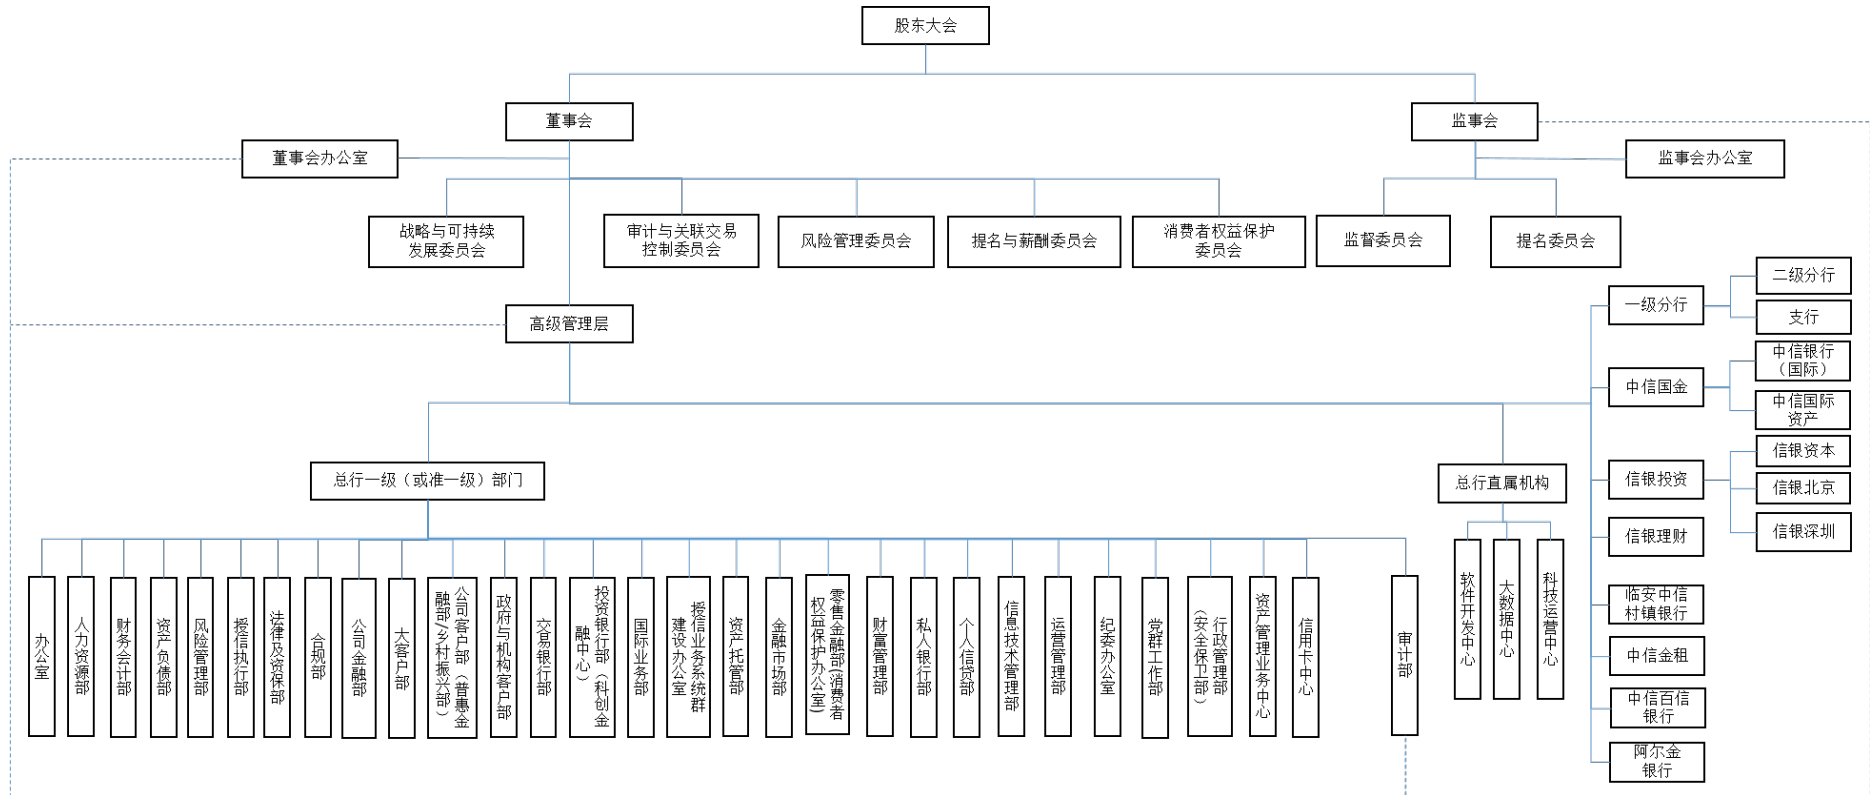 股东大会
董事会
监事会
董事会办公室
监事会办公室
战略与可持续
发展委员会
审计与关联交易
控制委员会
风险管理委员会
提名与薪酬委员会
消费者权益保护
委员会
监督委员会
提名委员会
高级管理层
一级分行
二级分行
支行
中信国金
中信银行
（国际）
中信国际
资产
信银投资
信银资本
信银北京
信银深圳
信银理财
临安中信
村镇银行
中信金租
中信百信
银行
阿尔金
银行
总行一级（或准一级）部门
总行直属机构
办公室
人力资源部
财务会计部
资产负债部
风险管理部
授信执行部
法律及资保部
合规部
公司金融部
大客户部
公司客户部（普惠金
融部/乡村振兴部）
政府与机构客户部
交易银行部
投资银行部（科创金
融中心）
国际业务部
授信业务系统群
建设办公室
资产托管部
金融市场部
零售金融部(消费者
权益保护办公室)
财富管理部
私人银行部
个人信贷部
信息技术管理部
运营管理部
纪委办公室
党群工作部
行政管理部
（安全保卫部）
资产管理业务中心
信用卡中心
审计部
软件开发中心
大数据中心
科技运营中心